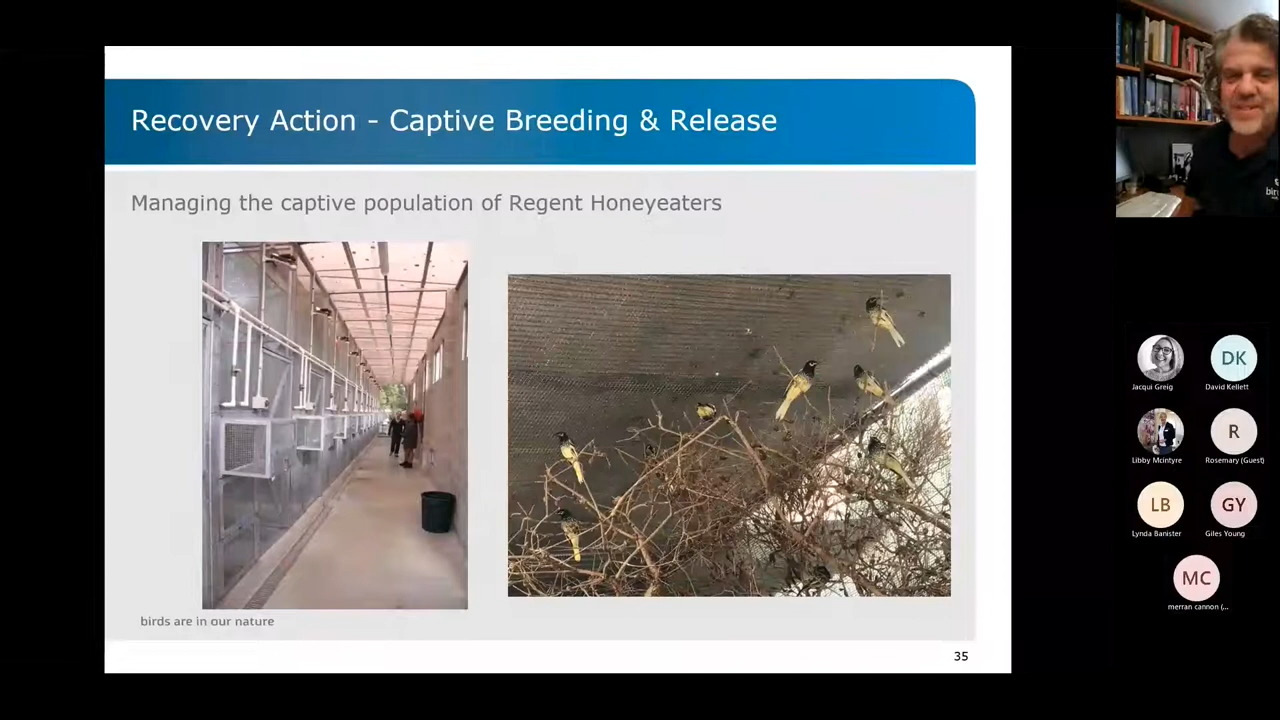 Recovery Action - Captive Breeding & Release
Managing the captive population of Regent Honeyeaters
birds are in our nature
35
Jacqui Greig
DK
David Kellett
Libby Mcintyre
R
Rosemary (Guest)
LB
Lynda Banister
GY
Giles Young
MC
merran cannon (...